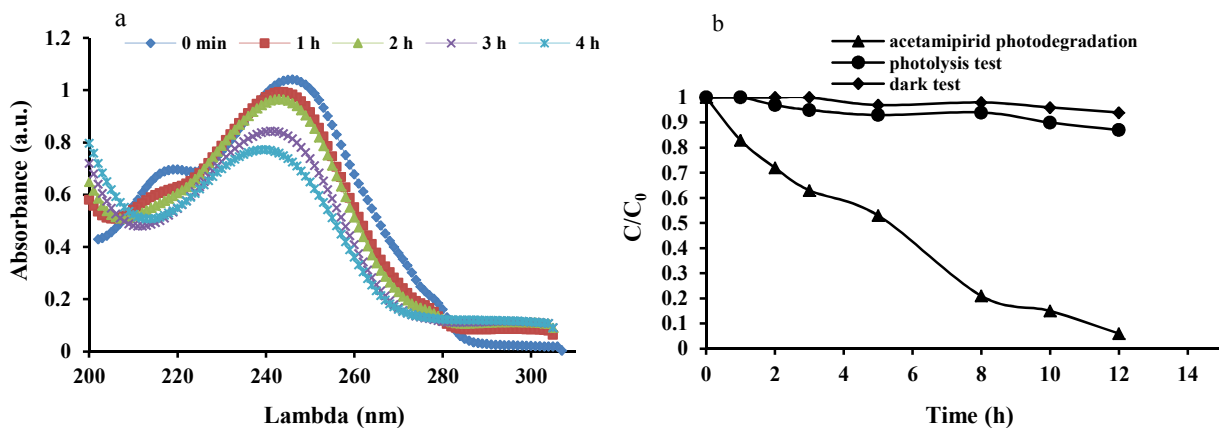 a
0 min 1 h 2 h 3 h 4 h
1.2
1
0.8
0.6
0.4
0.2
0
200 220 240 260 280 300
Absorbance (a.u.)
Lambda (nm)
b
acetamipirid photodegradation
photolysis test
dark test
1
0.9
0.8
0.7
0.6
0.5
0.4
0.3
0.2
0.1
0
0 2 4 6 8 10 12 14
C/C₀
Time (h)